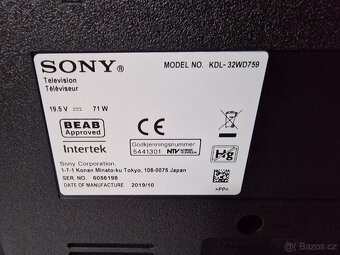 SONY®
MODEL NO. KDL-32WD759
Television
Téléviseur
19.5 V ⎓ 71 W
BEAB
Approved
Intertek
CE
Godkjenningsnummer
5441301 NTV
Hg
Sony Corporation
1-7-1 Konan Minato-ku Tokyo, 108-0075 Japan
SER. NO. 6056198
DATE OF MANUFACTURE 2019/10
>PP<
bazos.cz